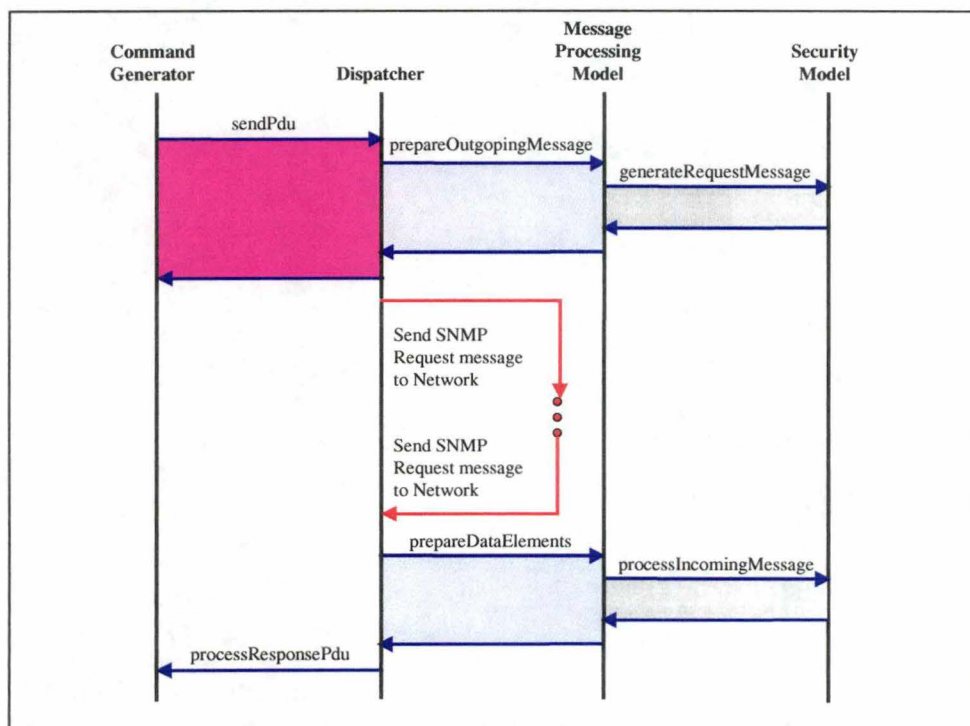 Command
Generator
Dispatcher
Message
Processing
Model
Security
Model
sendPdu
prepareOutgopingMessage
generateRequestMessage
Send SNMP
Request message
to Network
Send SNMP
Request message
to Network
prepareDataElements
processIncomingMessage
processResponsePdu